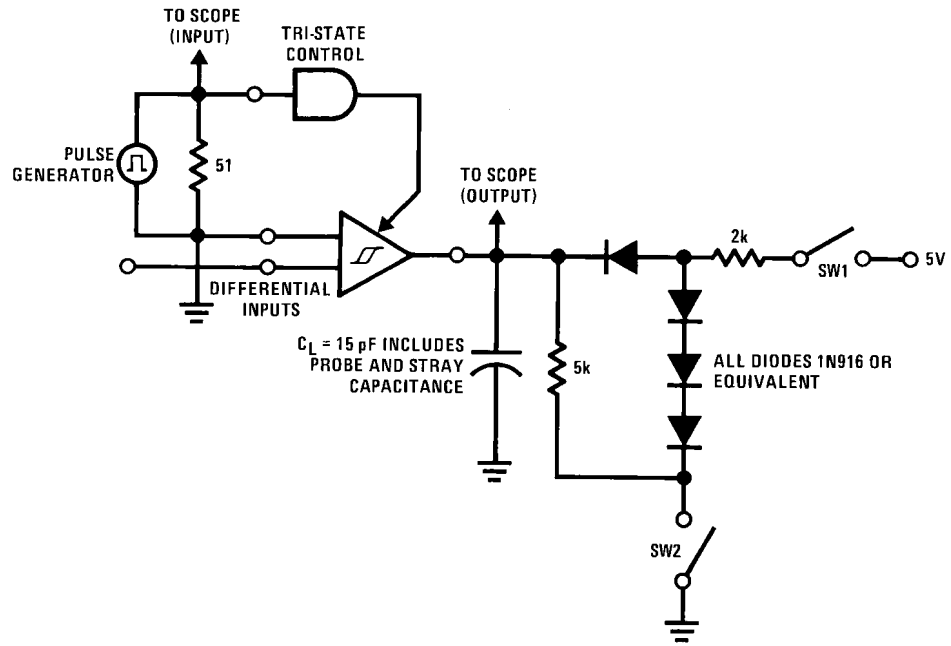 TO SCOPE
(INPUT)
TRI-STATE
CONTROL
PULSE
GENERATOR
51
TO SCOPE
(OUTPUT)
2k
SW1
5V
DIFFERENTIAL
INPUTS
CL = 15 pF INCLUDES
PROBE AND STRAY
CAPACITANCE
5k
ALL DIODES 1N916 OR
EQUIVALENT
SW2